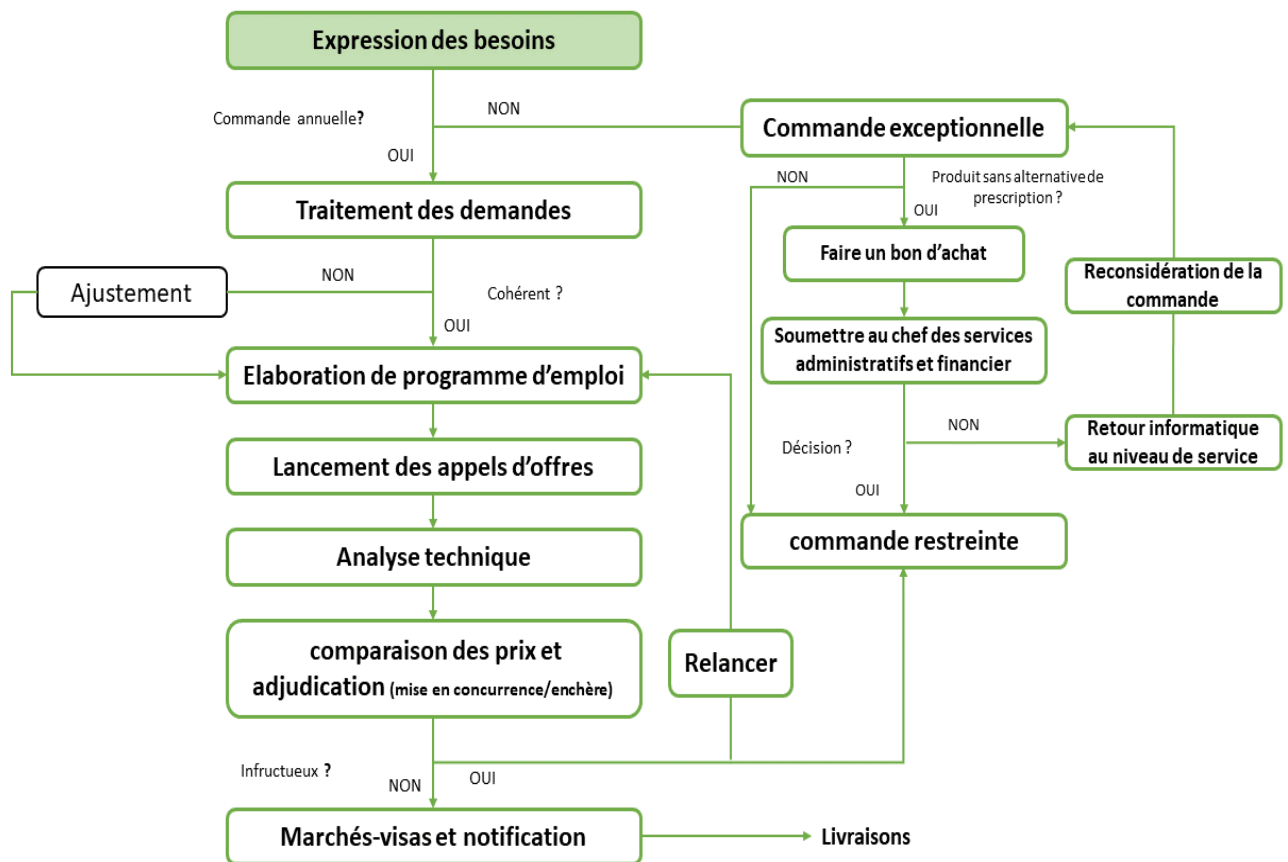 Expression des besoins
Commande annuelle?
NON
OUI
Commande exceptionnelle
Traitement des demandes
NON
Produit sans alternative de
prescription ?
OUI
Faire un bon d'achat
Reconsidération de la
commande
Ajustement
NON
Cohérent ?
OUI
Soumettre au chef des services
administratifs et financier
Elaboration de programme d'emploi
Décision ?
NON
Retour informatique
au niveau de service
OUI
Lancement des appels d'offres
commande restreinte
Analyse technique
comparaison des prix et
adjudication (mise en concurrence/enchère)
Relancer
Infructueux ?
NON
OUI
Marchés-visas et notification
Livraisons